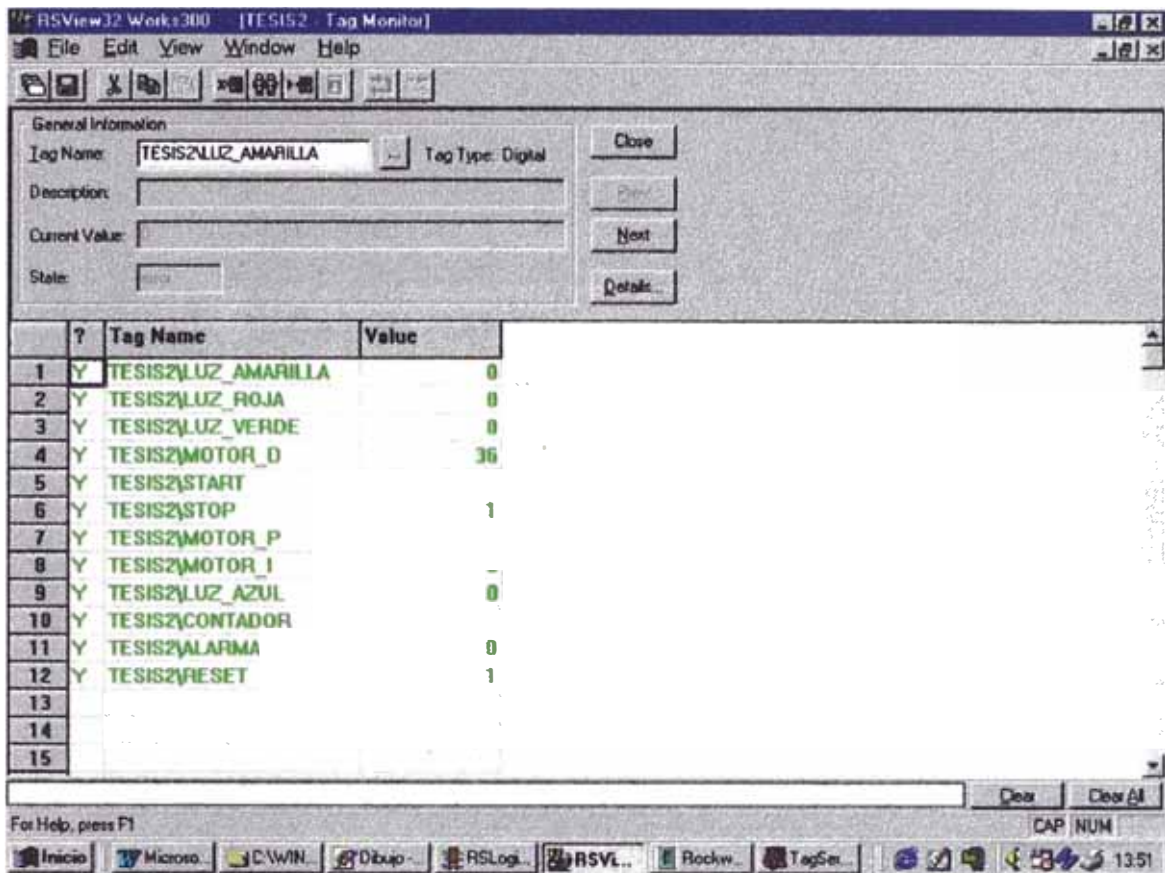 RSView32 Works300 - [TESIS2 - Tag Monitor]
File Edit View Window Help
General Information
Tag Name: TESIS2\LUZ_AMARILLA ... Tag Type: Digital Close
Description: Prev
Current Value: Next
State: error Details...
? Tag Name Value
1 Y TESIS2\LUZ_AMARILLA 0
2 Y TESIS2\LUZ_ROJA 0
3 Y TESIS2\LUZ_VERDE 0
4 Y TESIS2\MOTOR_D 36
5 Y TESIS2\START
6 Y TESIS2\STOP 1
7 Y TESIS2\MOTOR_P
8 Y TESIS2\MOTOR_I
9 Y TESIS2\LUZ_AZUL 0
10 Y TESIS2\CONTADOR
11 Y TESIS2\ALARMA 0
12 Y TESIS2\RESET 1
13
14
15
Clear Clear All
For Help, press F1 CAP NUM
Inicio Microso... C:\WIN... Dibujo -... RSLogi... RSVi... Rockw... TagSer... 13:51